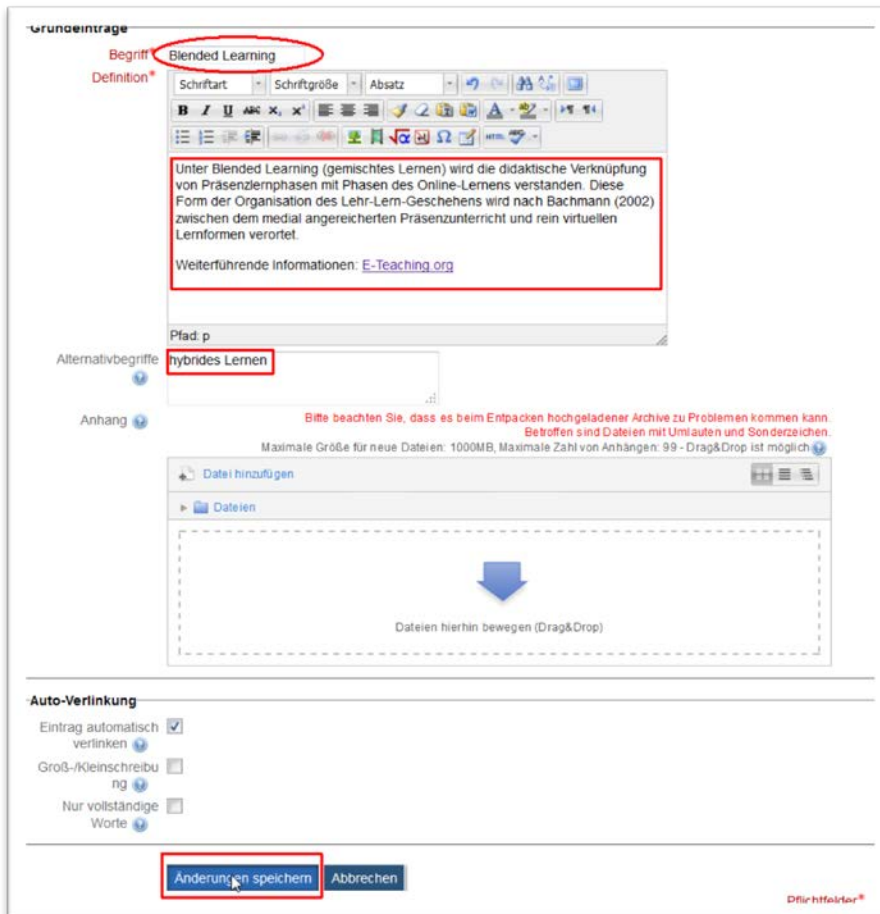 Grundeinträge
Begriff* Blended Learning
Definition*
Schriftart Schriftgröße Absatz
B I U ABC X₂ X²
HTML
Unter Blended Learning (gemischtes Lernen) wird die didaktische Verknüpfung
von Präsenzlernphasen mit Phasen des Online-Lernens verstanden. Diese
Form der Organisation des Lehr-Lern-Geschehens wird nach Bachmann (2002)
zwischen dem medial angereicherten Präsenzunterricht und rein virtuellen
Lernformen verortet.
Weiterführende Informationen: E-Teaching.org
Pfad: p
Alternativbegriffe hybrides Lernen
Anhang
Bitte beachten Sie, dass es beim Entpacken hochgeladener Archive zu Problemen kommen kann.
Betroffen sind Dateien mit Umlauten und Sonderzeichen.
Maximale Größe für neue Dateien: 1000MB, Maximale Zahl von Anhängen: 99 - Drag&Drop ist möglich
Datei hinzufügen
Dateien
Dateien hierhin bewegen (Drag&Drop)
Auto-Verlinkung
Eintrag automatisch
verlinken
Groß-/Kleinschreibu
ng
Nur vollständige
Worte
Änderungen speichern Abbrechen
Pflichtfelder*